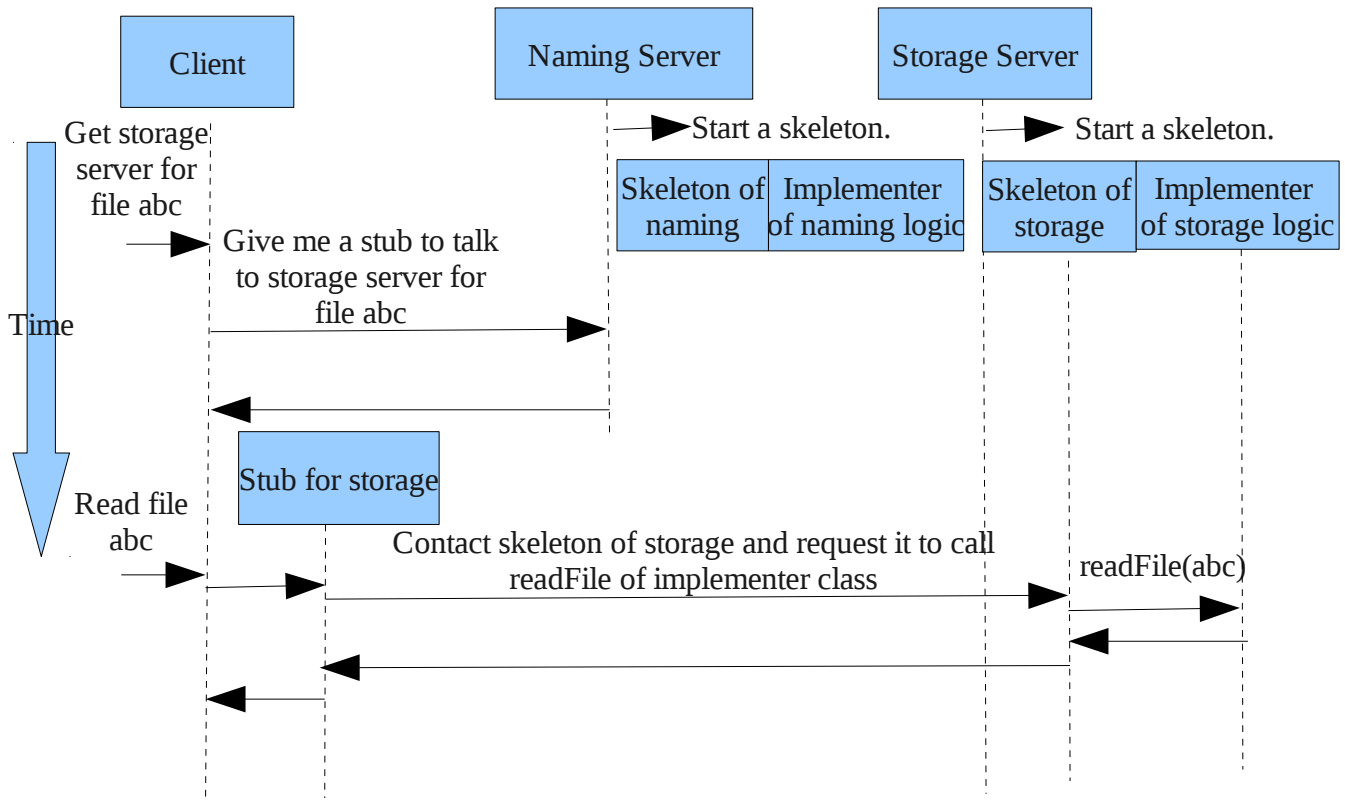 Client
Naming Server
Storage Server
Get storage
server for
file abc
Start a skeleton.
Start a skeleton.
Skeleton of
naming
Implementer
of naming logic
Skeleton of
storage
Implementer
of storage logic
Give me a stub to talk
to storage server for
file abc
Time
Stub for storage
Read file
abc
Contact skeleton of storage and request it to call
readFile of implementer class
readFile(abc)